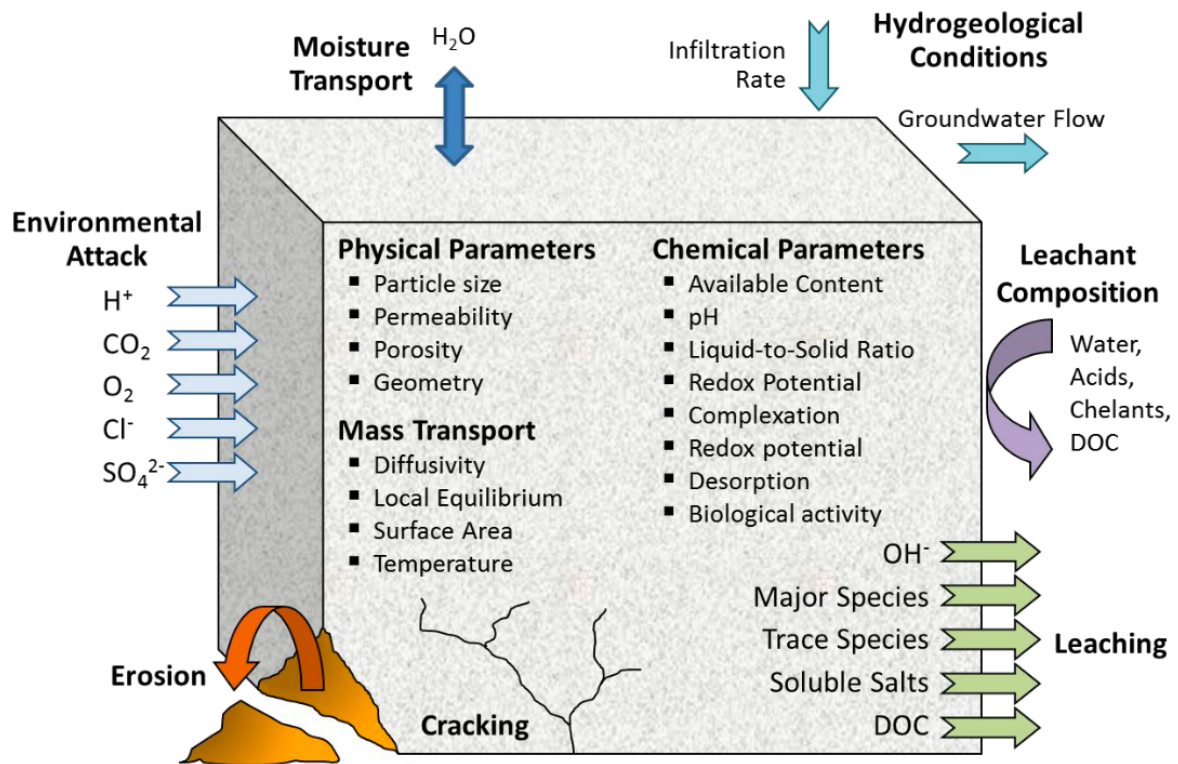 Moisture
Transport
H₂O
Infiltration
Rate
Hydrogeological
Conditions
Groundwater Flow
Environmental
Attack
H⁺
CO₂
O₂
Cl⁻
SO₄²⁻
Physical Parameters
▪ Particle size
▪ Permeability
▪ Porosity
▪ Geometry
Mass Transport
▪ Diffusivity
▪ Local Equilibrium
▪ Surface Area
▪ Temperature
Chemical Parameters
▪ Available Content
▪ pH
▪ Liquid-to-Solid Ratio
▪ Redox Potential
▪ Complexation
▪ Redox potential
▪ Desorption
▪ Biological activity
Leachant
Composition
Water,
Acids,
Chelants,
DOC
OH⁻
Major Species
Trace Species
Soluble Salts
DOC
Leaching
Erosion
Cracking